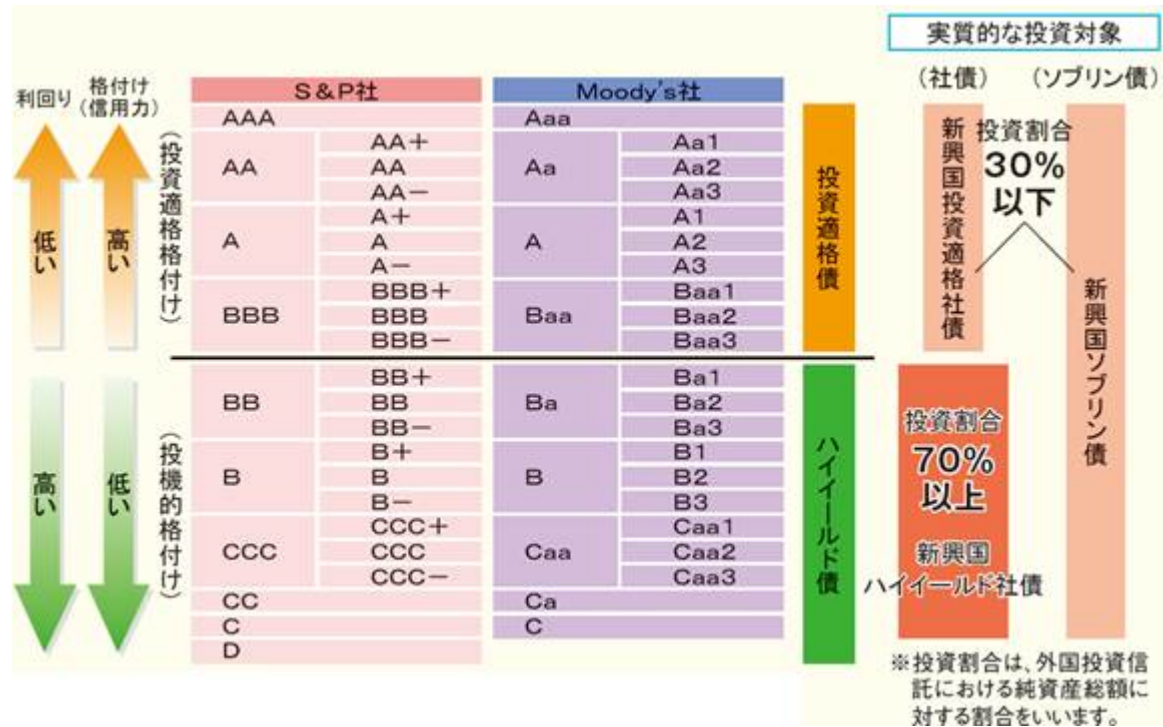 実質的な投資対象
(社債) (ソブリン債)
利回り 格付け
(信用力)
S&P社 Moody's社
AAA Aaa
AA+ Aa1
AA AA Aa Aa2
AA− Aa3
A+ A1
A A A A2
A− A3
BBB+ Baa1
BBB BBB Baa Baa2
BBB− Baa3
BB+ Ba1
BB BB Ba Ba2
BB− Ba3
B+ B1
B B B B2
B− B3
CCC+ Caa1
CCC CCC Caa Caa2
CCC− Caa3
CC Ca
C C
D
低い
高い
(投資適格格付け)
高い
低い
(投機的格付け)
投資適格債
ハイイールド債
新興国投資適格社債
投資割合
30%
以下
新興国ソブリン債
投資割合
70%
以上
新興国
ハイイールド社債
※投資割合は、外国投資信
託における純資産総額に
対する割合をいいます。